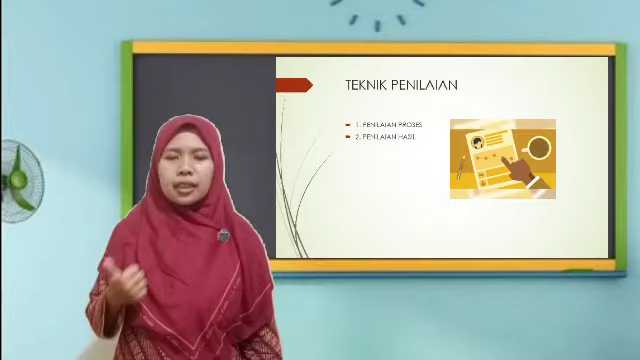 TEKNIK PENILAIAN
1. PENILAIAN PROSES
2. PENILAIAN HASIL